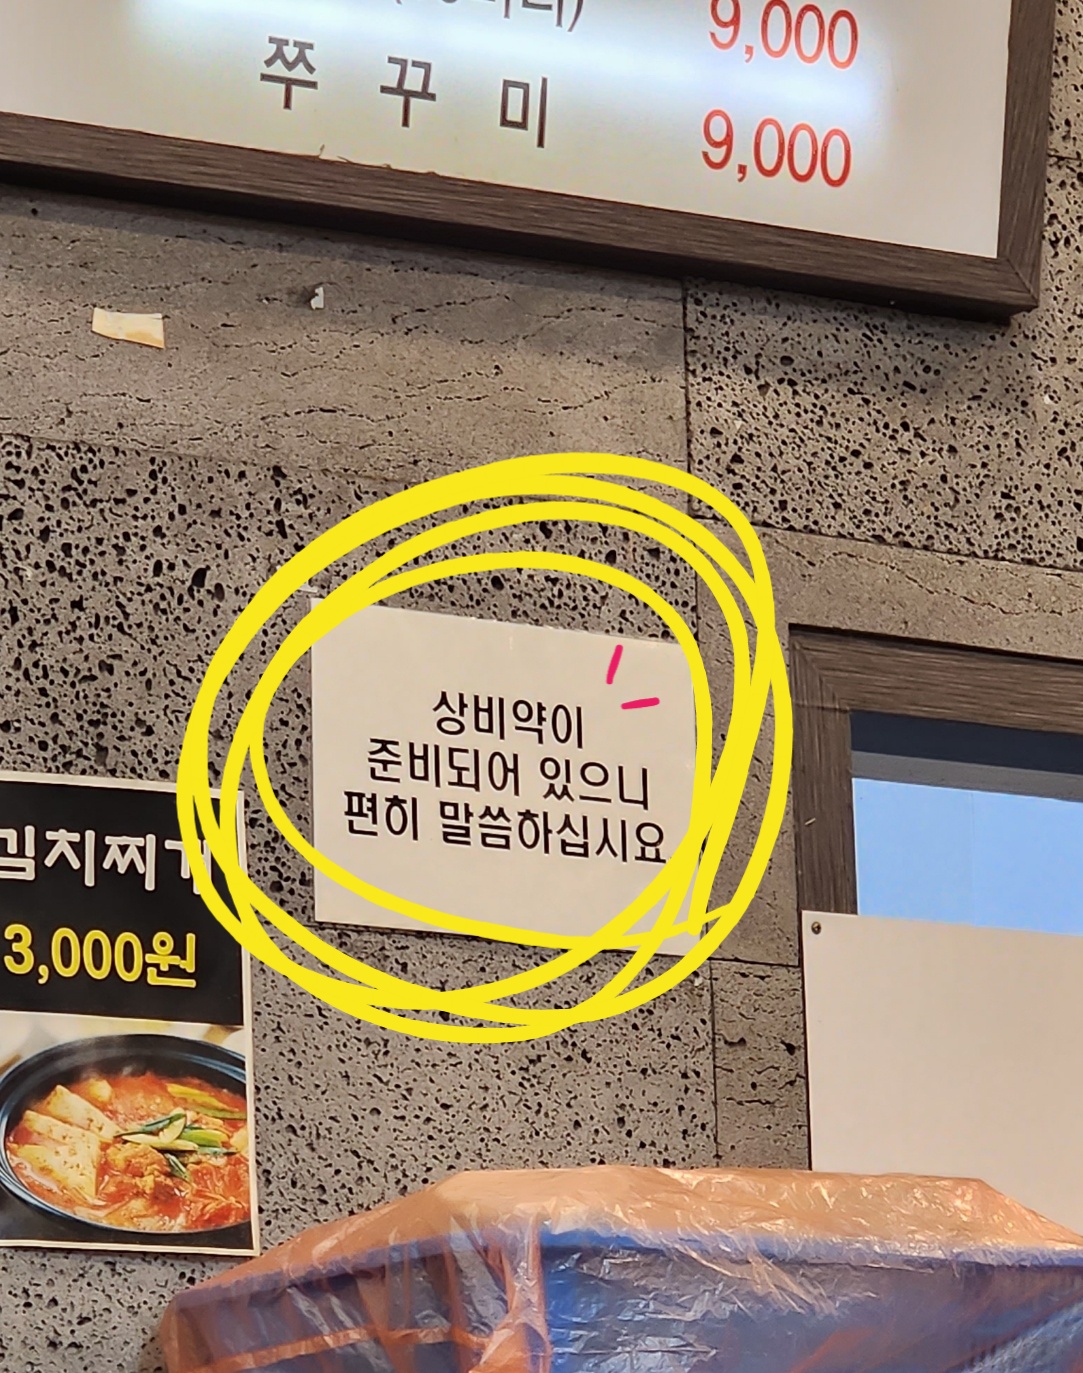 9,000
쭈꾸미 9,000
상비약이
준비되어 있으니
편히 말씀하십시요
김치찌개
3,000원